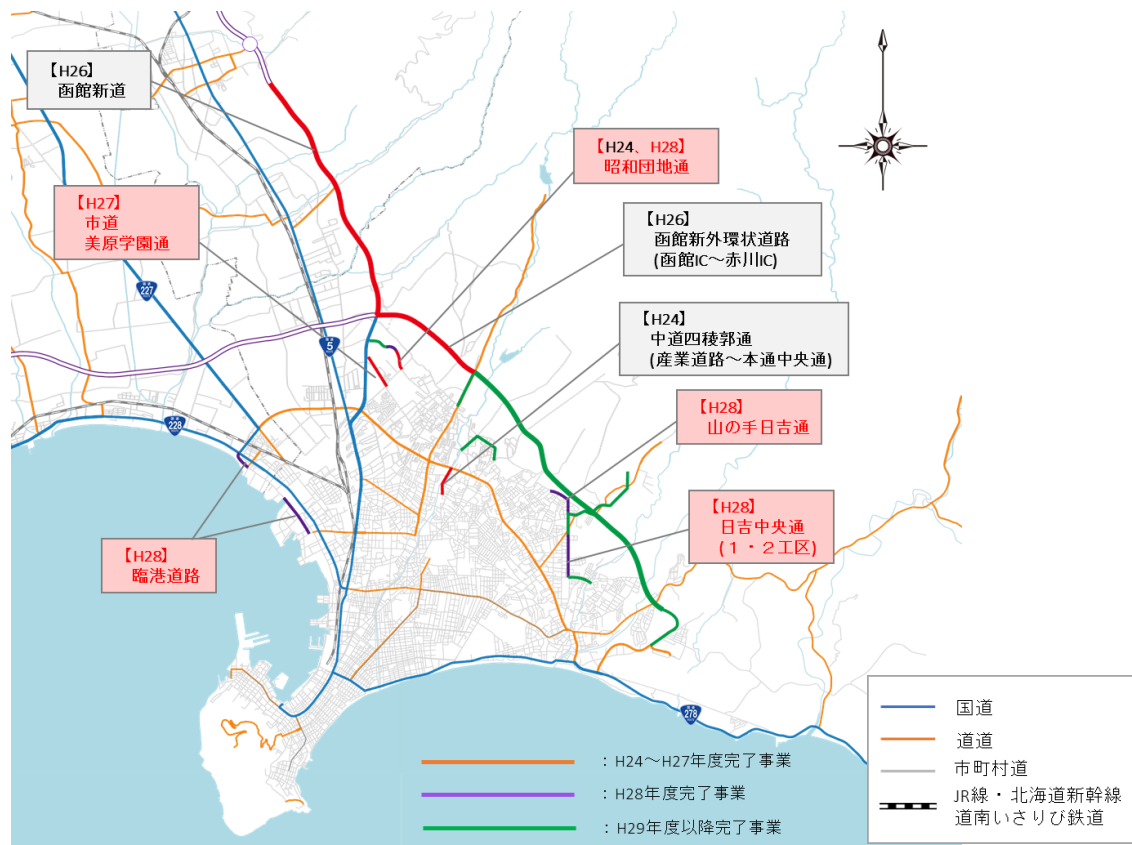 【H26】
函館新道
【H24、H28】
昭和団地通
【H27】
市道
美原学園通
【H26】
函館新外環状道路
(函館IC～赤川IC)
227
5
【H24】
中道四稜郭通
(産業道路～本通中央通)
228
【H28】
山の手日吉通
【H28】
日吉中央通
(１・２工区)
【H28】
臨港道路
278
国道
道道
市町村道
JR線・北海道新幹線
道南いさりび鉄道
：H24～H27年度完了事業
：H28年度完了事業
：H29年度以降完了事業